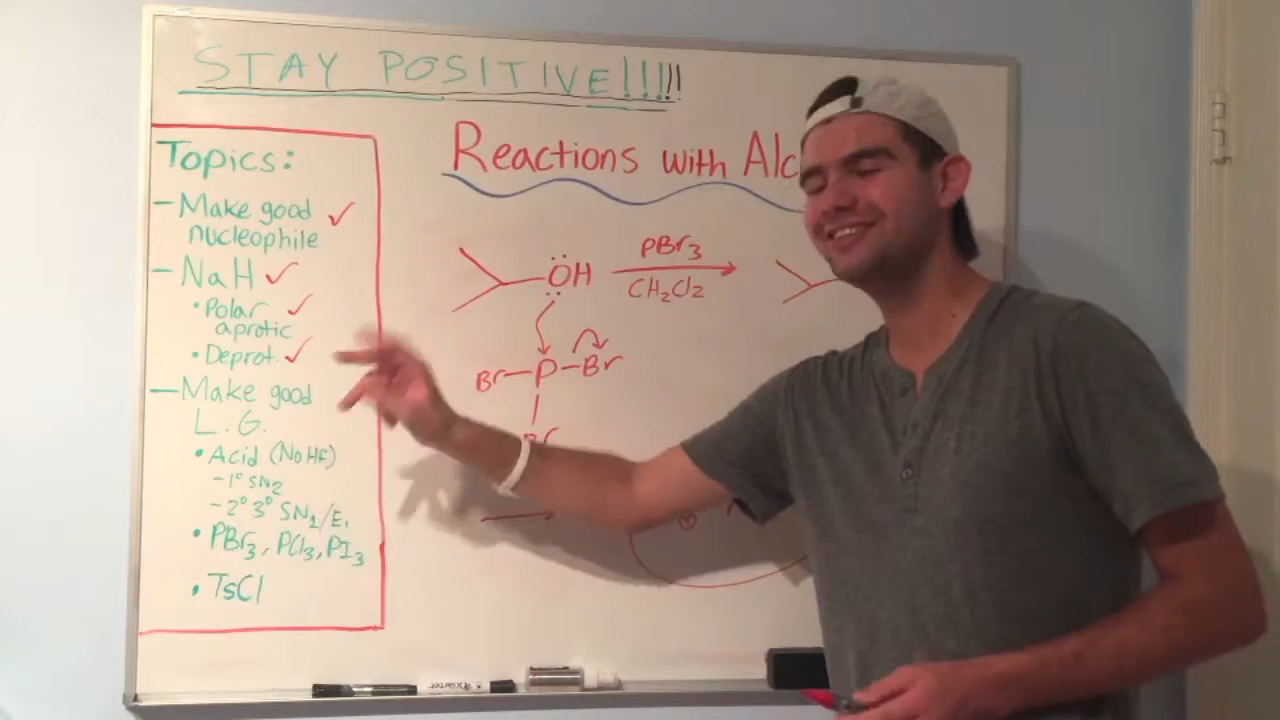 STAY POSITIVE!!!!!!
Topics:
- Make good ✓
nucleophile
- NaH ✓
• Polar ✓
aprotic
• Deprot. ✓
- Make good
L.G.
• Acid (No HF)
- 1° SN2
- 2° 3° SN1/E1
• PBr3, PCl3, PI3
• TsCl
Reactions with Alc
ÖH
PBr3
CH2Cl2
Br-P-Br
Br